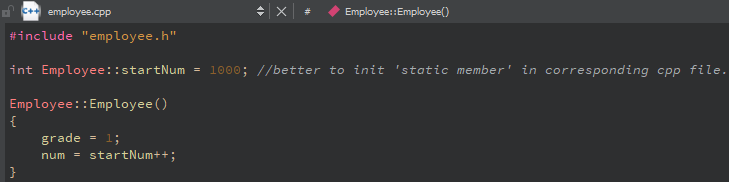 C++ employee.cpp # Employee::Employee()
#include "employee.h"
int Employee::startNum = 1000; //better to init 'static member' in corresponding cpp file.
Employee::Employee()
{
grade = 1;
num = startNum++;
}